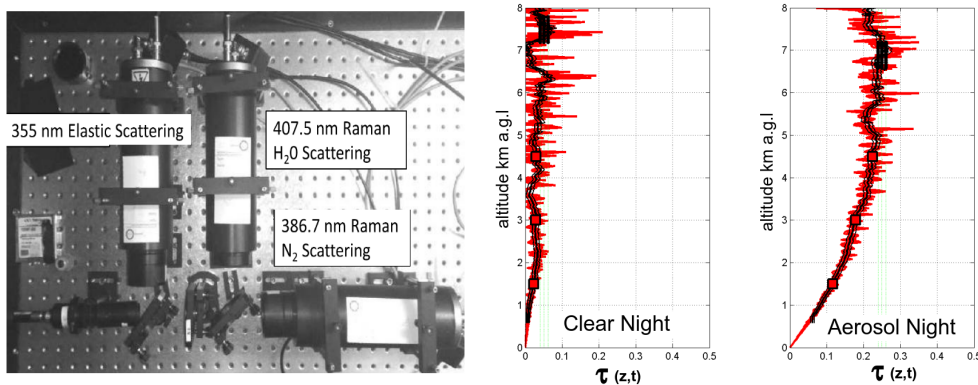 355 nm Elastic Scattering
407.5 nm Raman
H₂O Scattering
386.7 nm Raman
N₂ Scattering
altitude km a.g.l
8
7
6
5
4
3
2
1
0
0 0.1 0.2 0.3 0.4 0.5
Clear Night
τ (z,t)
altitude km a.g.l
8
7
6
5
4
3
2
1
0
0 0.1 0.2 0.3 0.4 0.5
Aerosol Night
τ (z,t)